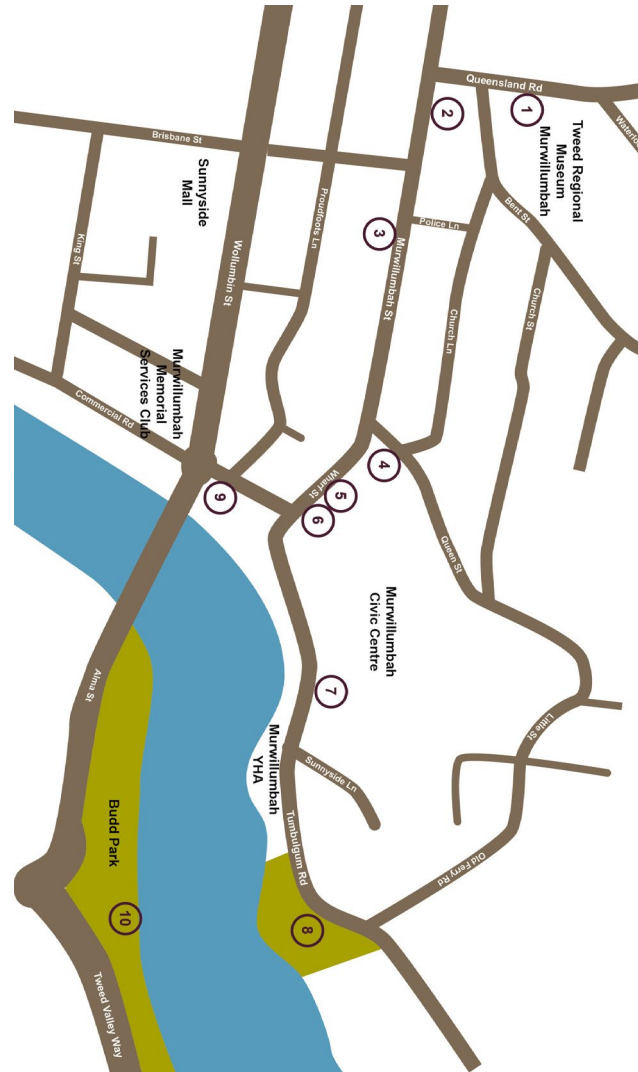 Waterlo
Tweed Regional
Museum
Murwillumbah
Queensland Rd
1
Bent St
Church St
Little St
2
Police Ln
Church Ln
Queen St
Old Ferry Rd
3
Murwillumbah St
4
Murwillumbah
Civic Centre
Wharf St
5
6
7
Sunnyside Ln
8
Tumbulgum Rd
Murwillumbah
YHA
Proudfoots Ln
Brisbane St
Wollumbin St
9
Sunnyside
Mall
Murwillumbah
Memorial
Services Club
King St
Commercial Rd
Alma St
Budd Park
10
Tweed Valley Way